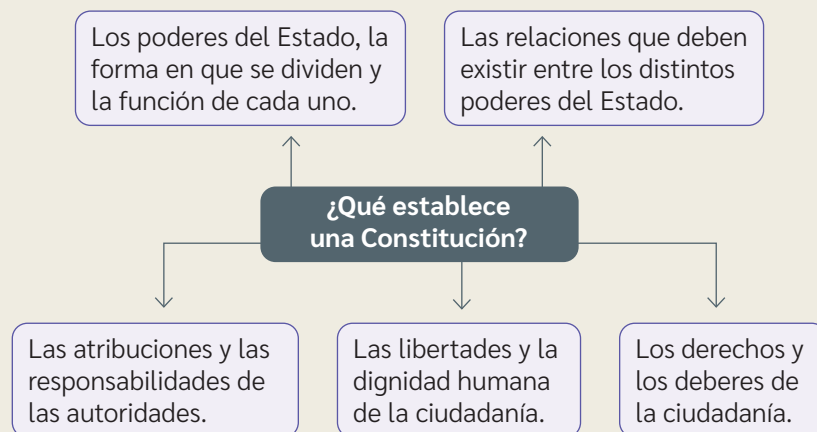 Los poderes del Estado, la
forma en que se dividen y
la función de cada uno.
Las relaciones que deben
existir entre los distintos
poderes del Estado.
¿Qué establece
una Constitución?
Las atribuciones y las
responsabilidades de
las autoridades.
Las libertades y la
dignidad humana
de la ciudadanía.
Los derechos y
los deberes de
la ciudadanía.